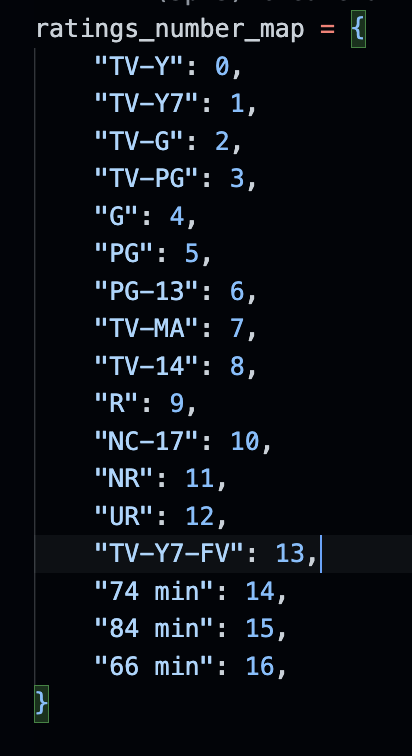 ratings_number_map = {
"TV-Y": 0,
"TV-Y7": 1,
"TV-G": 2,
"TV-PG": 3,
"G": 4,
"PG": 5,
"PG-13": 6,
"TV-MA": 7,
"TV-14": 8,
"R": 9,
"NC-17": 10,
"NR": 11,
"UR": 12,
"TV-Y7-FV": 13,
"74 min": 14,
"84 min": 15,
"66 min": 16,
}